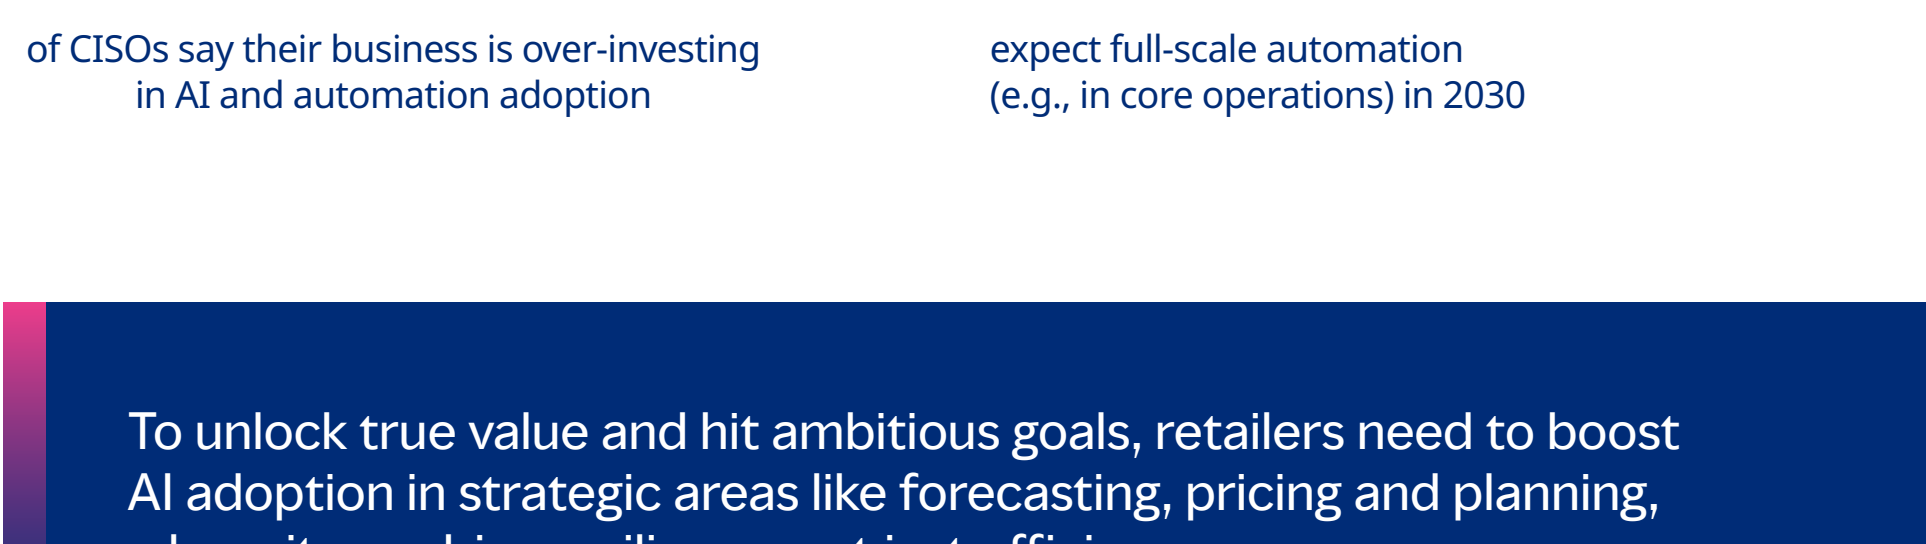 of CISOs say their business is over-investing
in AI and automation adoption
expect full-scale automation
(e.g., in core operations) in 2030
To unlock true value and hit ambitious goals, retailers need to boost
AI adoption in strategic areas like forecasting, pricing and planning,